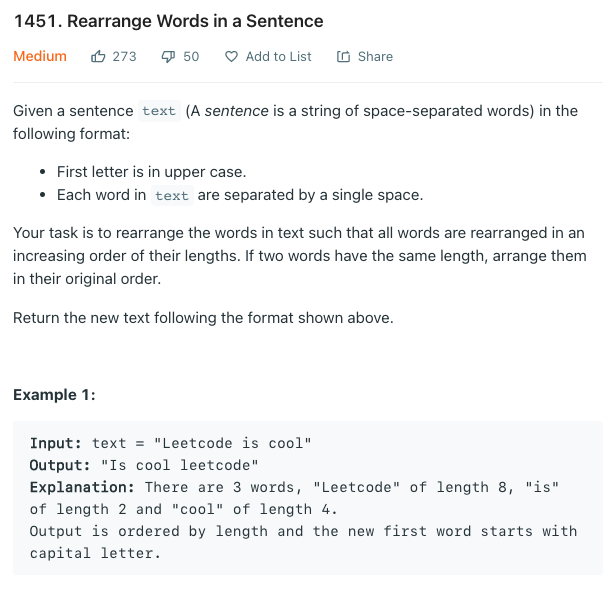 1451. Rearrange Words in a Sentence
Medium 273 50 Add to List Share
Given a sentence text (A sentence is a string of space-separated words) in the
following format:
• First letter is in upper case.
• Each word in text are separated by a single space.
Your task is to rearrange the words in text such that all words are rearranged in an
increasing order of their lengths. If two words have the same length, arrange them
in their original order.
Return the new text following the format shown above.
Example 1:
Input: text = "Leetcode is cool"
Output: "Is cool leetcode"
Explanation: There are 3 words, "Leetcode" of length 8, "is"
of length 2 and "cool" of length 4.
Output is ordered by length and the new first word starts with
capital letter.